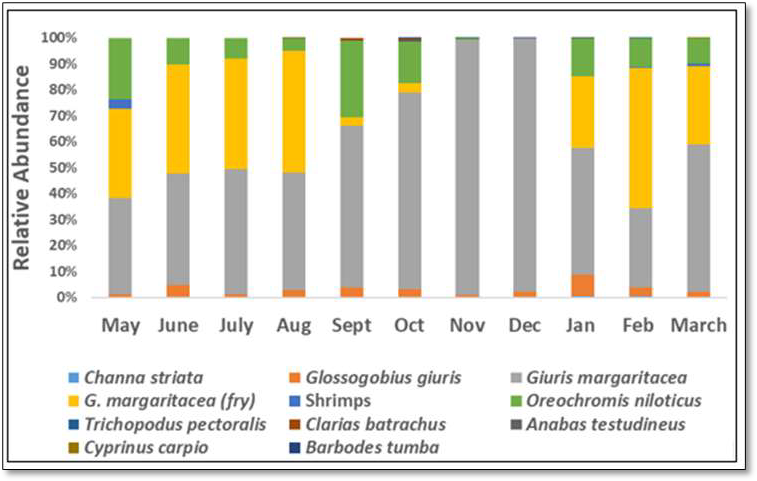 Relative Abundance
100%
90%
80%
70%
60%
50%
40%
30%
20%
10%
0%
May June July Aug Sept Oct Nov Dec Jan Feb March
Channa striata Glossogobius giuris Giuris margaritacea
G. margaritacea (fry) Shrimps Oreochromis niloticus
Trichopodus pectoralis Clarias batrachus Anabas testudineus
Cyprinus carpio Barbodes tumba